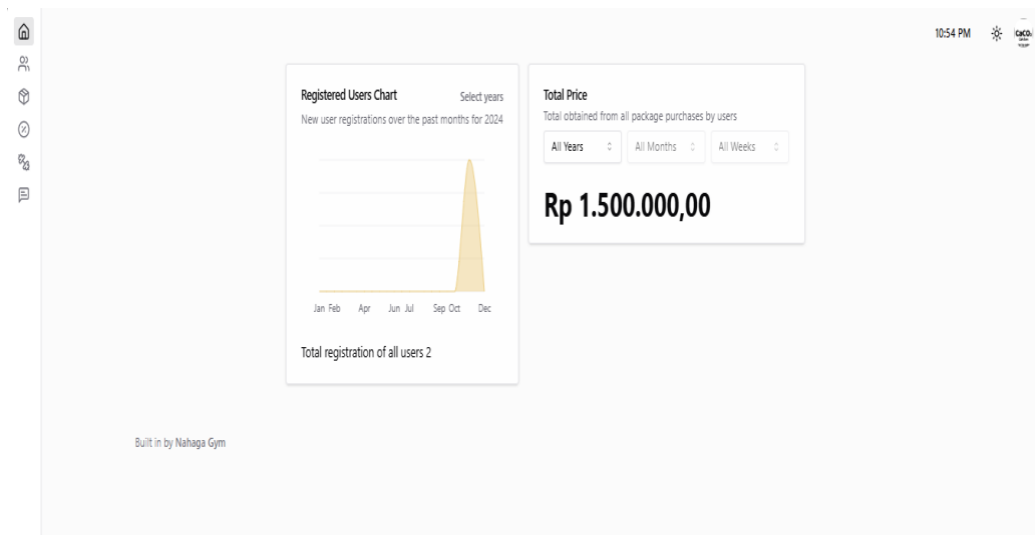 10:54 PM
CACO.
Registered Users Chart
Select years
New user registrations over the past months for 2024
Jan Feb Apr Jun Jul Sep Oct Dec
Total registration of all users 2
Total Price
Total obtained from all package purchases by users
All Years
All Months
All Weeks
Rp 1.500.000,00
Built in by Nahaga Gym